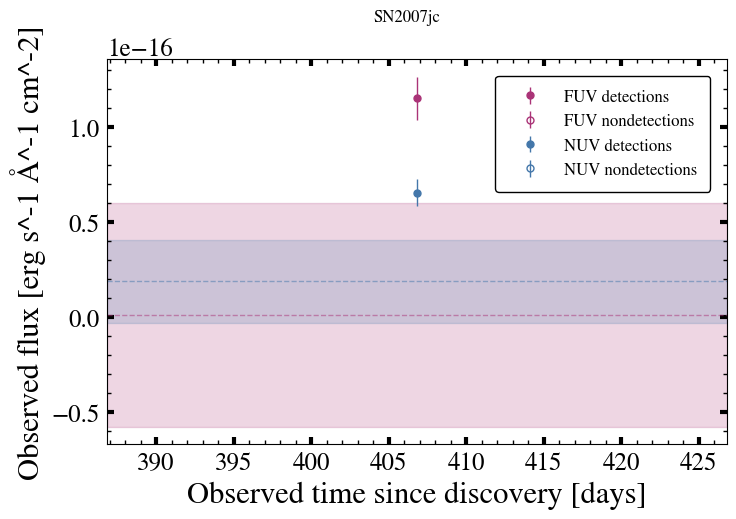 SN2007jc
1e−16
Observed flux [erg s^-1 Å^-1 cm^-2]
1.0
0.5
0.0
−0.5
FUV detections
FUV nondetections
NUV detections
NUV nondetections
390 395 400 405 410 415 420 425
Observed time since discovery [days]